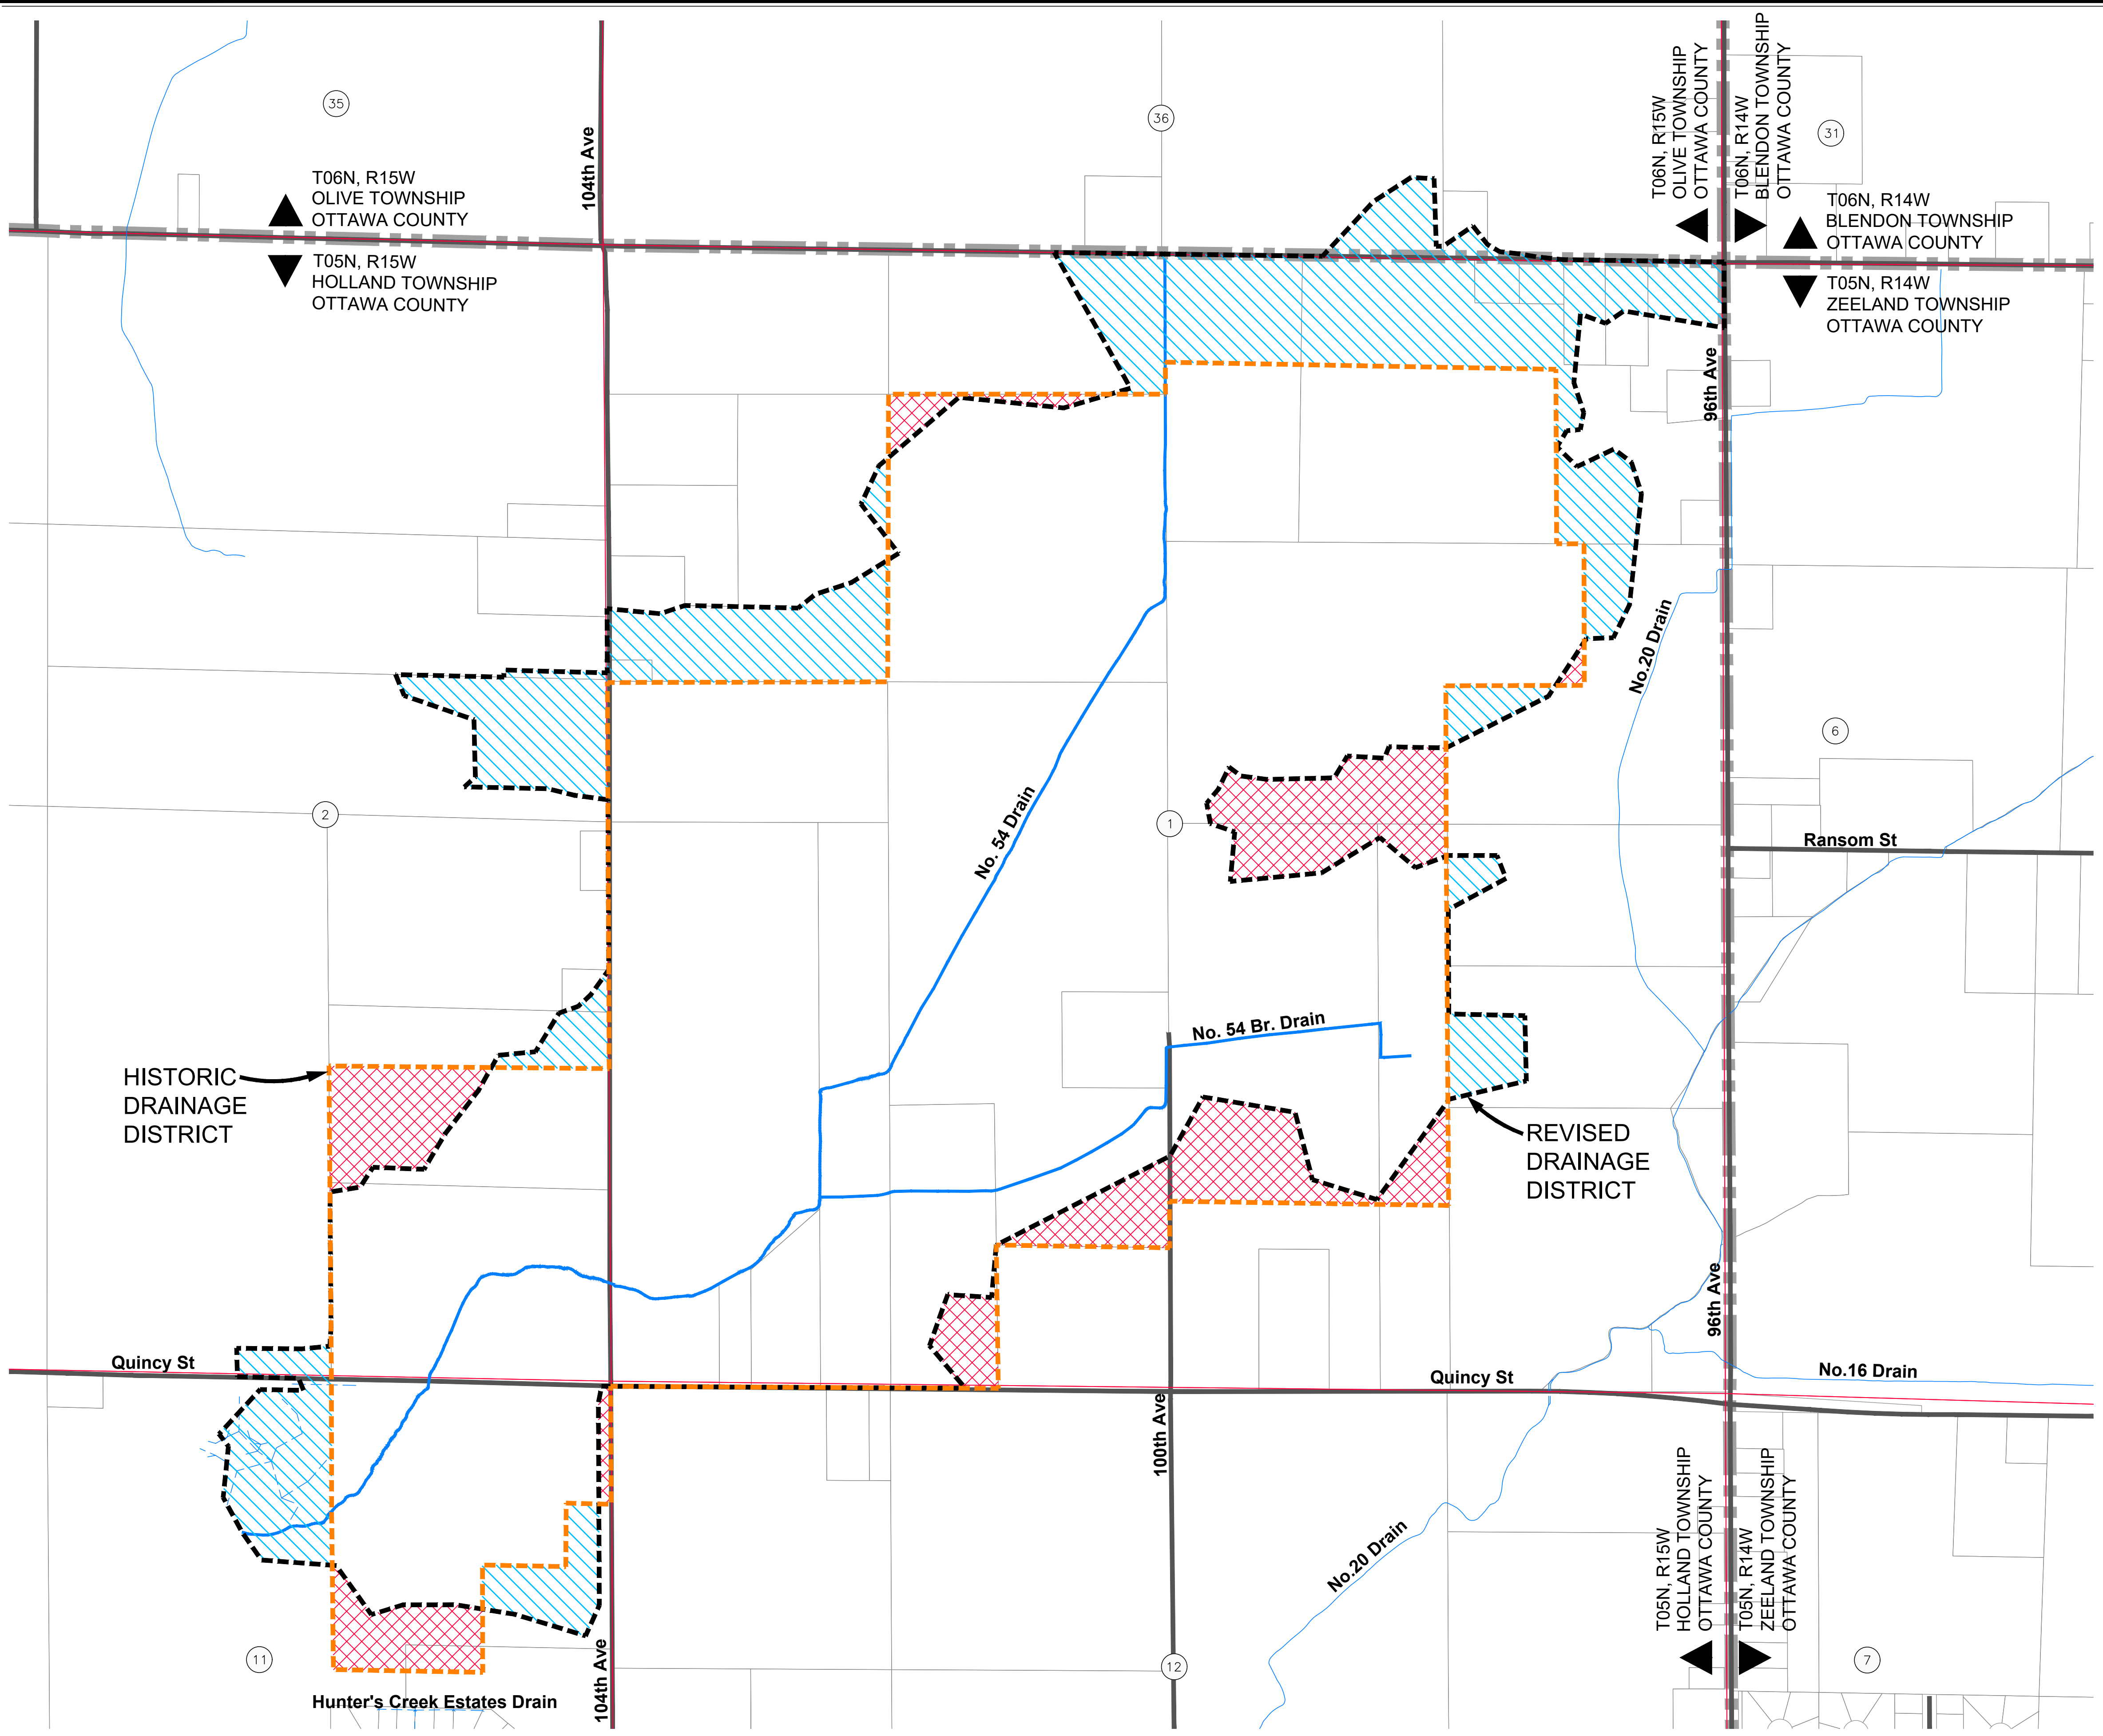 35
36
31
104th Ave
T06N, R15W
OLIVE TOWNSHIP
OTTAWA COUNTY
T06N, R14W
BLENDON TOWNSHIP
OTTAWA COUNTY
T06N, R15W
OLIVE TOWNSHIP
OTTAWA COUNTY
T05N, R15W
HOLLAND TOWNSHIP
OTTAWA COUNTY
T06N, R14W
BLENDON TOWNSHIP
OTTAWA COUNTY
T05N, R14W
ZEELAND TOWNSHIP
OTTAWA COUNTY
96th Ave
No.20 Drain
6
2
No. 54 Drain
1
Ransom St
No. 54 Br. Drain
HISTORIC
DRAINAGE
DISTRICT
REVISED
DRAINAGE
DISTRICT
96th Ave
Quincy St
Quincy St
No.16 Drain
100th Ave
No.20 Drain
T05N, R15W
HOLLAND TOWNSHIP
OTTAWA COUNTY
T05N, R14W
ZEELAND TOWNSHIP
OTTAWA COUNTY
11
104th Ave
12
7
Hunter's Creek Estates Drain